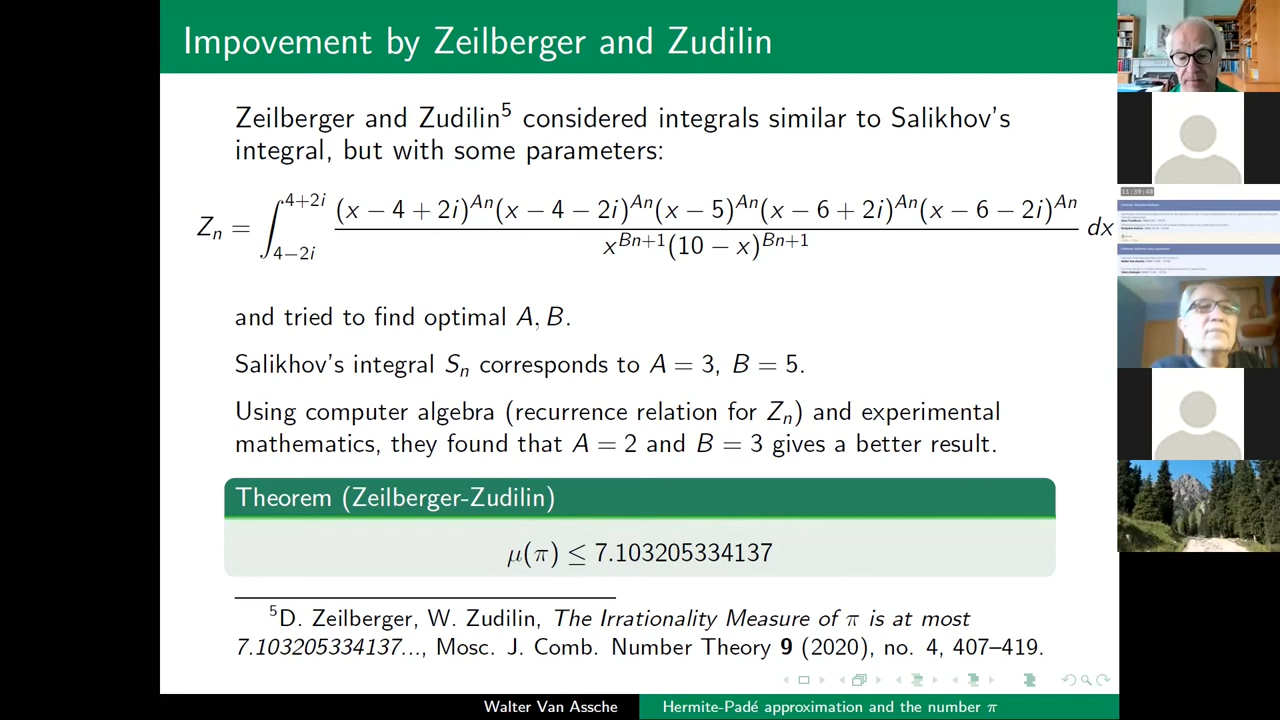 Impovement by Zeilberger and Zudilin
Zeilberger and Zudilin⁵ considered integrals similar to Salikhov's
integral, but with some parameters:
Z_n = ∫_{4−2i}^{4+2i} \frac{(x − 4 + 2i)^{An}(x − 4 − 2i)^{An}(x − 5)^{An}(x − 6 + 2i)^{An}(x − 6 − 2i)^{An}}{x^{Bn+1}(10 − x)^{Bn+1}} dx
and tried to find optimal A, B.
Salikhov's integral S_n corresponds to A = 3, B = 5.
Using computer algebra (recurrence relation for Z_n) and experimental
mathematics, they found that A = 2 and B = 3 gives a better result.
Theorem (Zeilberger-Zudilin)
μ(π) ≤ 7.103205334137
⁵D. Zeilberger, W. Zudilin, The Irrationality Measure of π is at most
7.103205334137..., Mosc. J. Comb. Number Theory 9 (2020), no. 4, 407–419.
Walter Van Assche
Hermite-Padé approximation and the number π
11:39:48